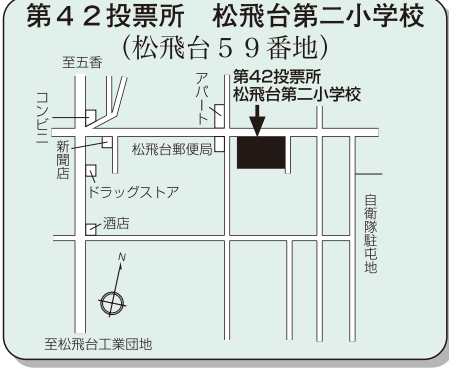 第４２投票所　松飛台第二小学校
（松飛台５９番地）
至五香
コンビニ
アパート
第42投票所
松飛台第二小学校
新聞店
松飛台郵便局
ドラッグストア
自衛隊駐屯地
酒店
N
至松飛台工業団地